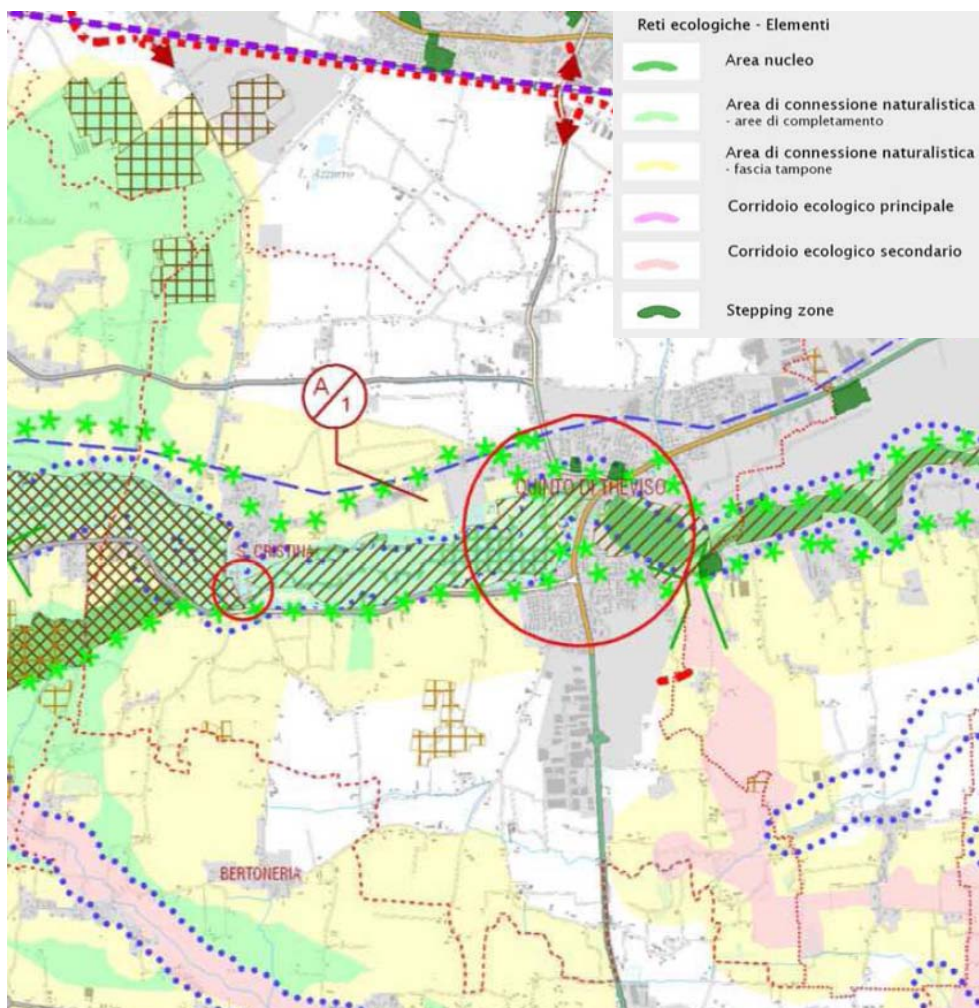 Reti ecologiche - Elementi
Area nucleo
Area di connessione naturalistica
- aree di completamento
Area di connessione naturalistica
- fascia tampone
Corridoio ecologico principale
Corridoio ecologico secondario
Stepping zone
L. Azzurro
A
1
QUINTO DI TREVISO
S. CRISTINA
BERTONERIA